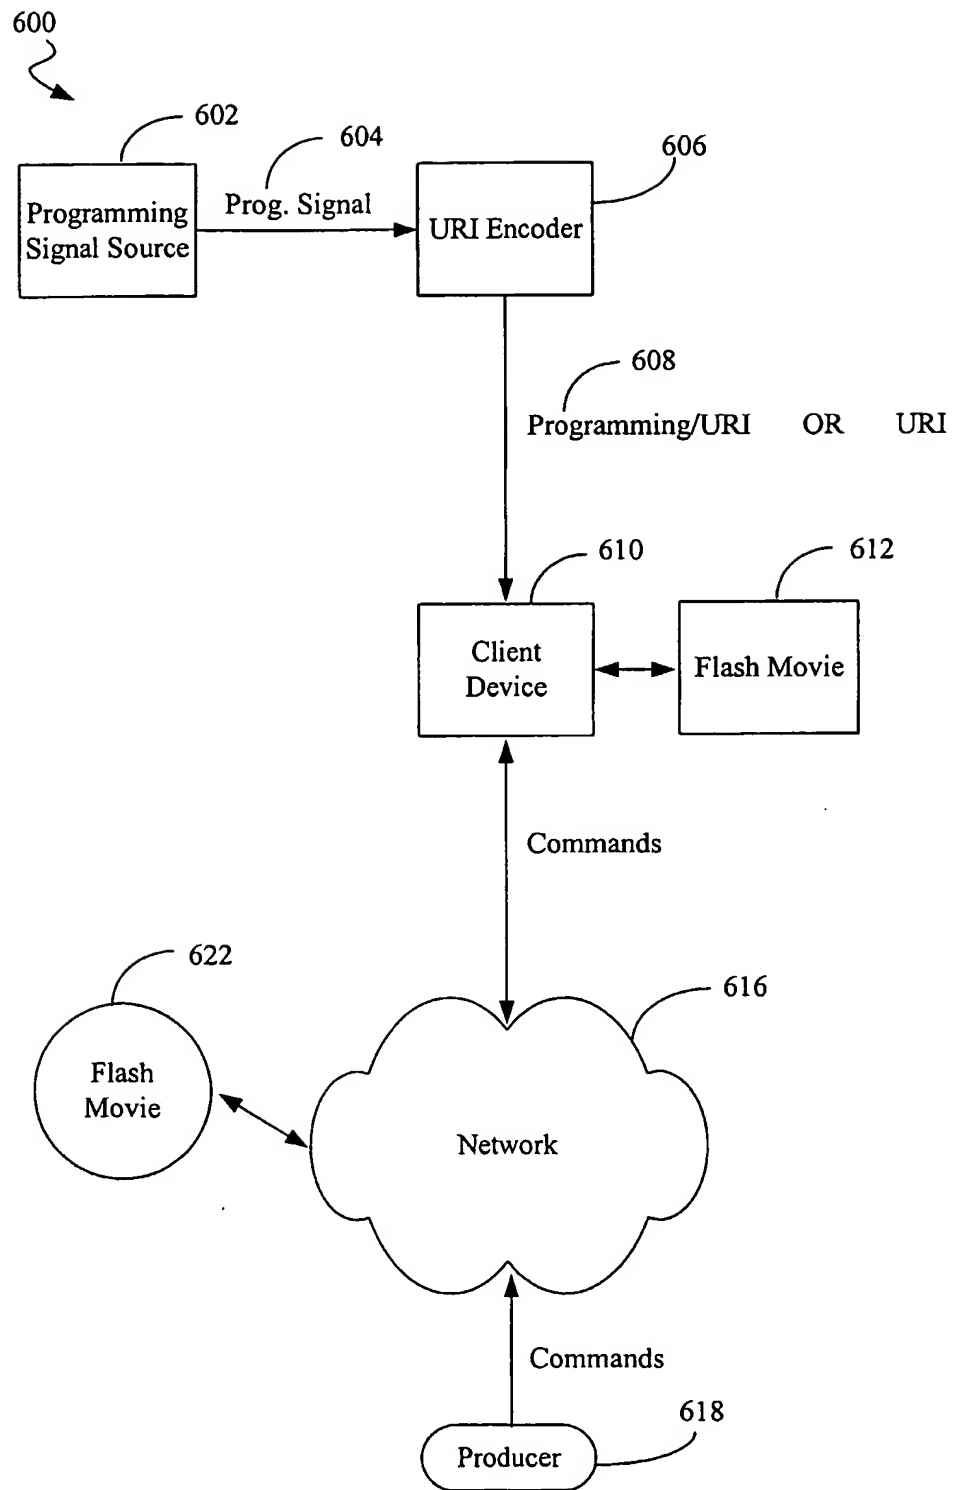 600
602
604
606
Programming
Signal Source
Prog. Signal
URI Encoder
608
Programming/URI OR URI
610
612
Client
Device
Flash Movie
Commands
622
616
Flash
Movie
Network
Commands
618
Producer